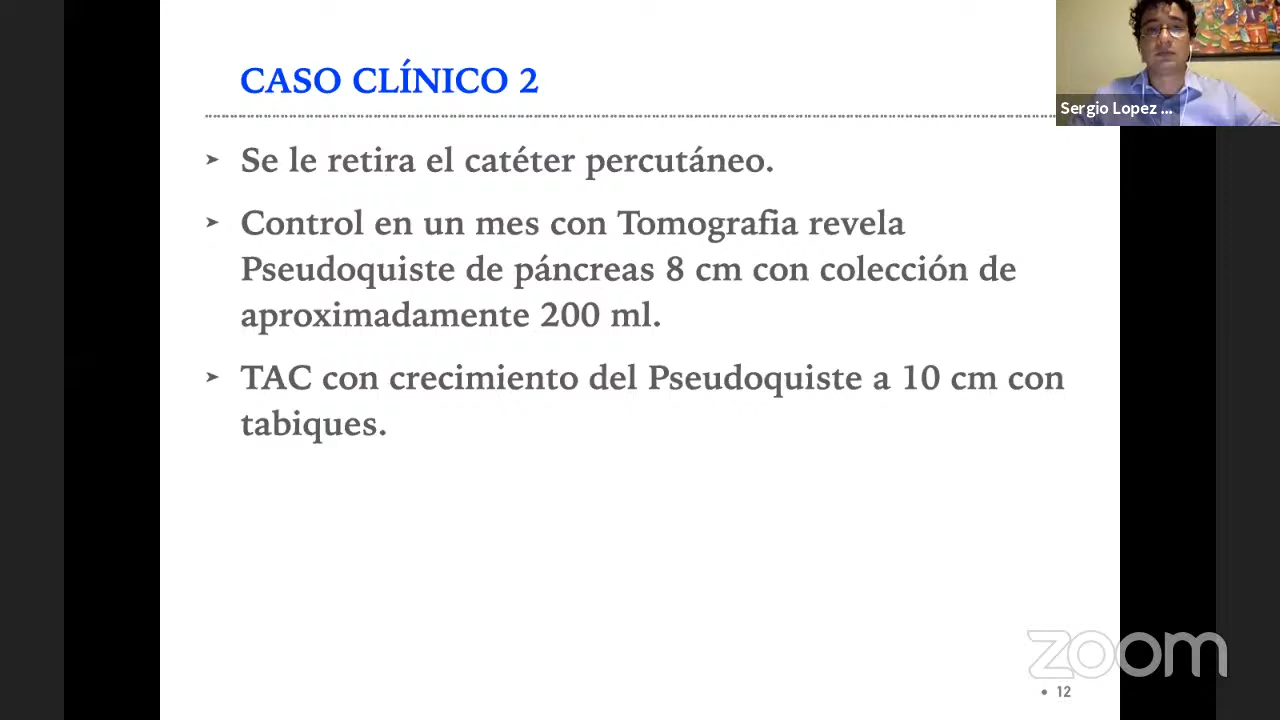 CASO CLÍNICO 2
Sergio Lopez ...
➤ Se le retira el catéter percutáneo.
➤ Control en un mes con Tomografia revela
Pseudoquiste de páncreas 8 cm con colección de
aproximadamente 200 ml.
➤ TAC con crecimiento del Pseudoquiste a 10 cm con
tabiques.
zoom
• 12